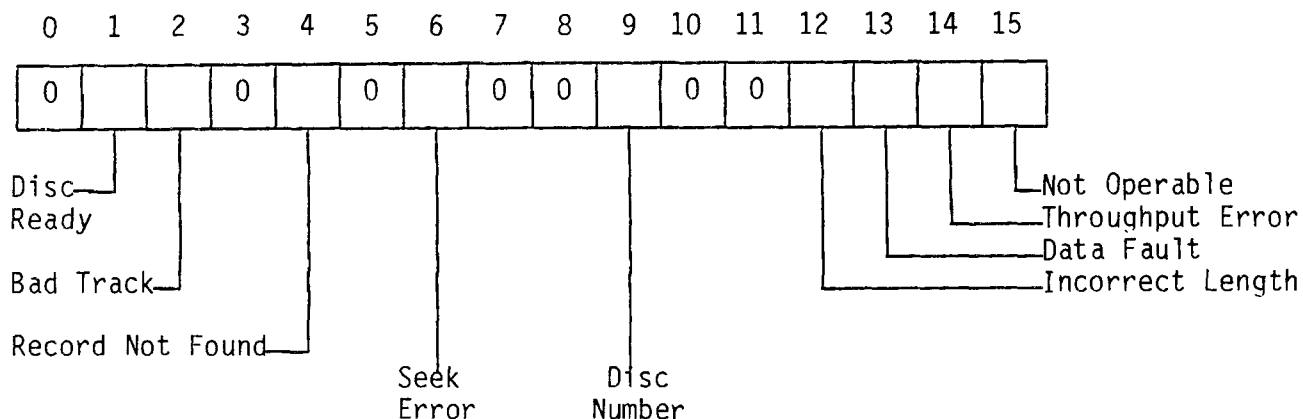 0 1 2 3 4 5 6 7 8 9 10 11 12 13 14 15
0 0 0 0 0 0 0
Disc
Ready
Not Operable
Throughput Error
Data Fault
Bad Track
Incorrect Length
Record Not Found
Seek
Error
Disc
Number